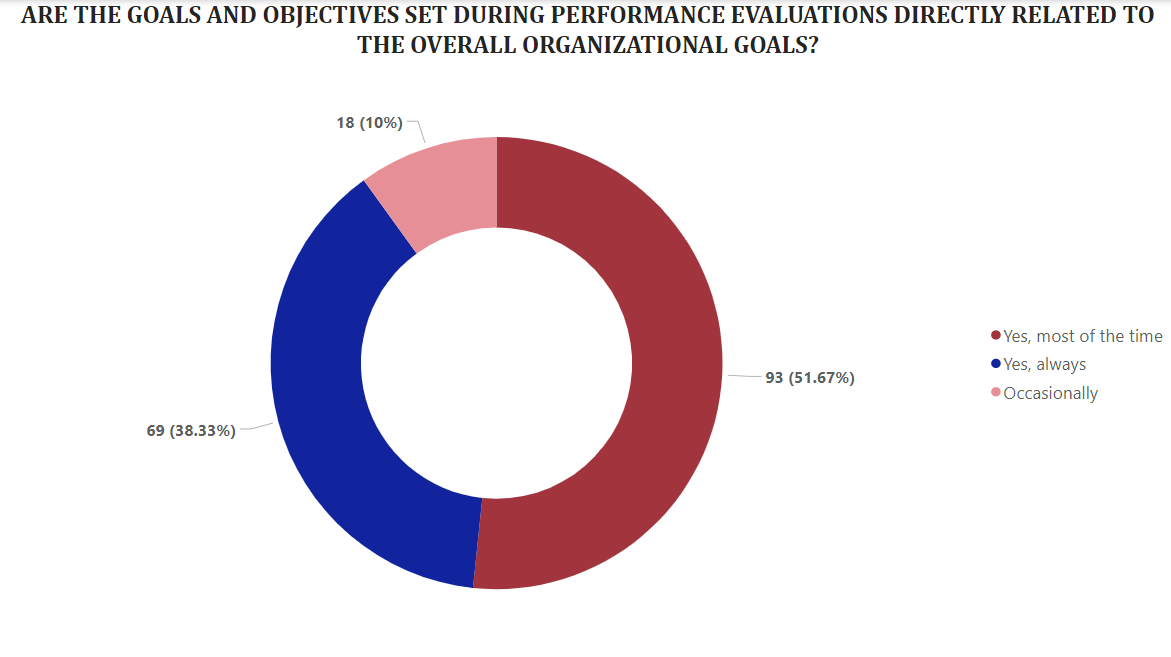 ARE THE GOALS AND OBJECTIVES SET DURING PERFORMANCE EVALUATIONS DIRECTLY RELATED TO
THE OVERALL ORGANIZATIONAL GOALS?
18 (10%)
93 (51.67%)
69 (38.33%)
Yes, most of the time
Yes, always
Occasionally